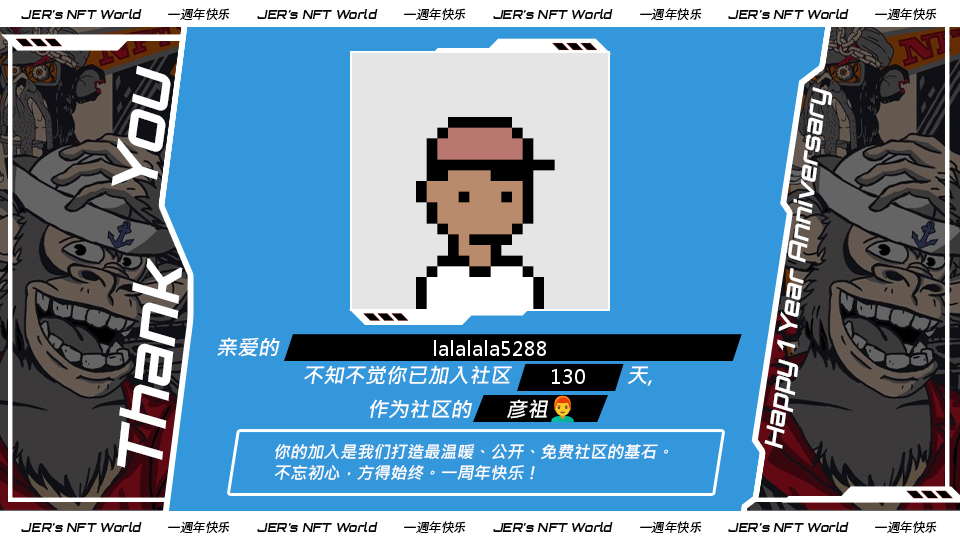 JER's NFT World 一週年快乐 JER's NFT World 一週年快乐 JER's NFT World 一週年快乐 JER's NFT World 一週年快乐
Thank You
亲爱的 lalalala5288
不知不觉你已加入社区 130 天,
作为社区的 彦祖👨‍🦰
你的加入是我们打造最温暖、公开、免费社区的基石。
不忘初心，方得始终。一周年快乐！
Happy 1 Year Anniversary
JER's NFT World 一週年快乐 JER's NFT World 一週年快乐 JER's NFT World 一週年快乐 JER's NFT World 一週年快乐